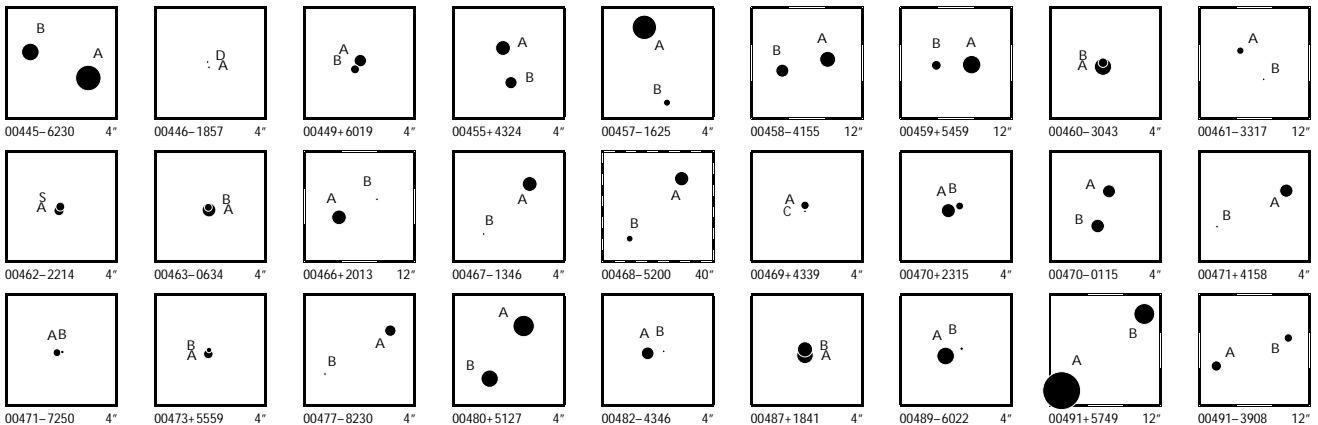 B A
D A
A B
A B
A B
B A
B A
B A
A B
00445–6230 4″ 00446–1857 4″ 00449+6019 4″ 00455+4324 4″ 00457–1625 4″ 00458–4155 12″ 00459+5459 12″ 00460–3043 4″ 00461–3317 12″
S A
B A
A B
A B
A B
A C
A B
A B
A B
00462–2214 4″ 00463–0634 4″ 00466+2013 12″ 00467–1346 4″ 00468–5200 40″ 00469+4339 4″ 00470+2315 4″ 00470–0115 4″ 00471+4158 4″
A B
B A
A B
A B
A B
B A
A B
A B
A B
00471–7250 4″ 00473+5559 4″ 00477–8230 4″ 00480+5127 4″ 00482–4346 4″ 00487+1841 4″ 00489–6022 4″ 00491+5749 12″ 00491–3908 12″